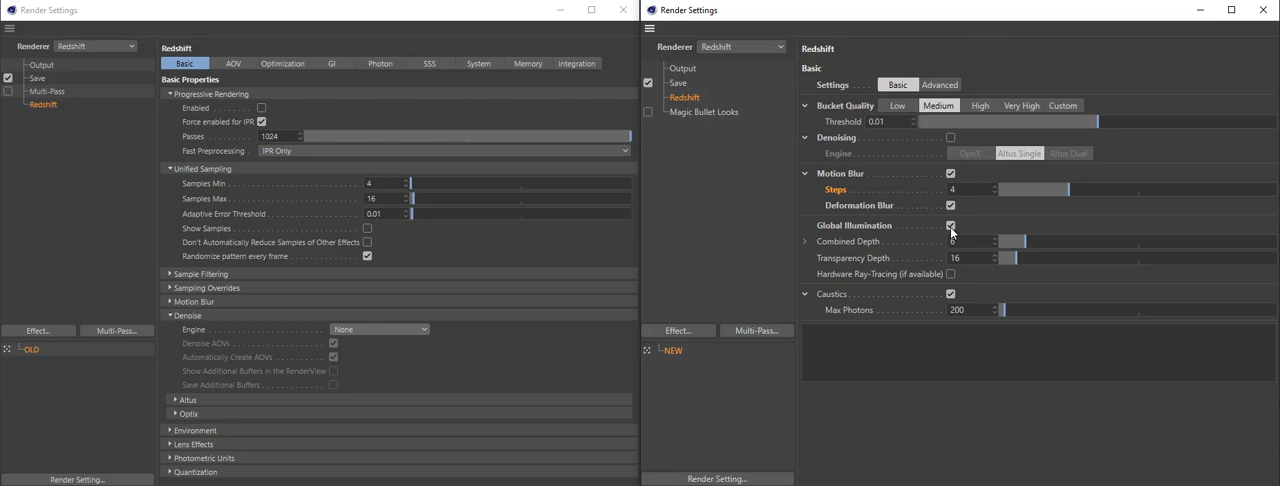 Render Settings
Renderer Redshift
Output
Save
Multi-Pass
Redshift
Effect... Multi-Pass...
OLD
Render Setting...
Redshift
Basic AOV Optimization GI Photon SSS System Memory Integration
Basic Properties
Progressive Rendering
Enabled . . . . . . . .
Force enabled for IPR
Passes . . . . . . . . . 1024
Fast Preprocessing . IPR Only
Unified Sampling
Samples Min . . . . . . . . . . . . . . . . . . . . . . . . . 4
Samples Max . . . . . . . . . . . . . . . . . . . . . . . . 16
Adaptive Error Threshold . . . . . . . . . . . . . . . . 0.01
Show Samples . . . . . . . . . . . . . . . . . . . . . . .
Don't Automatically Reduce Samples of Other Effects
Randomize pattern every frame . . . . . . . . . . . .
Sample Filtering
Sampling Overrides
Motion Blur
Denoise
Engine . . . . . . . . . . . . . . . . . . . None
Denoise AOVs . . . . . . . . . . . . . .
Automatically Create AOVs . . . . . . .
Show Additional Buffers in the RenderView
Save Additional Buffers . . . . . . . . .
Altus
Optix
Environment
Lens Effects
Photometric Units
Quantization
Render Settings
Renderer Redshift
Output
Save
Redshift
Magic Bullet Looks
Effect... Multi-Pass...
NEW
Render Setting...
Redshift
Basic
Settings . . . . Basic Advanced
Bucket Quality Low Medium High Very High Custom
Threshold 0.01
Denoising . . . . . . . . . . . . . . . .
Engine . . . . . . . . . . . . . . . . . OptiX Altus Single Altus Dual
Motion Blur . . . . . . . . . . . . . .
Steps . . . . . . . . . . . . . . . . . 4
Deformation Blur . . . . . . . .
Global Illumination . . . . . . . .
Combined Depth . . . . . . . . . . . 6
Transparency Depth . . . . . . . . . 16
Hardware Ray-Tracing (if available)
Caustics . . . . . . . . . . . . . . . . .
Max Photons . . . . . . . . . . . . 200